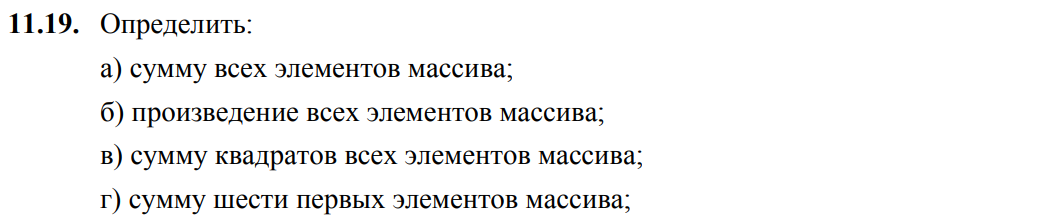 11.19. Определить:
а) сумму всех элементов массива;
б) произведение всех элементов массива;
в) сумму квадратов всех элементов массива;
г) сумму шести первых элементов массива;